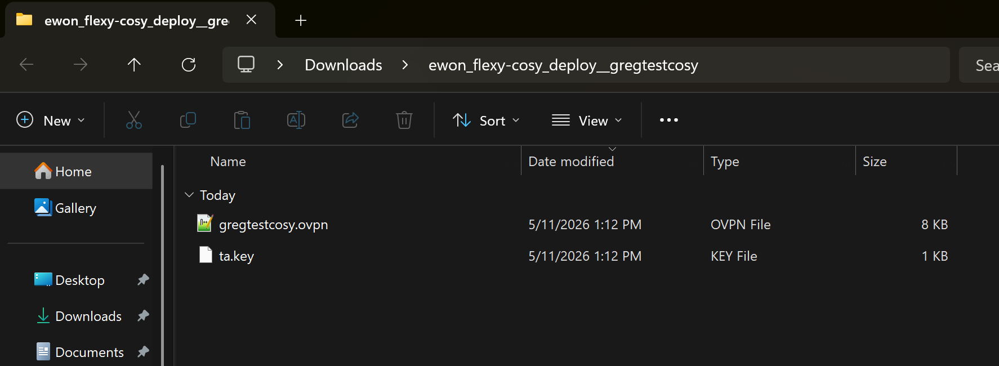 ewon_flexy-cosy_deploy__gre
Downloads ewon_flexy-cosy_deploy__gregtestcosy Sea
New Sort View
Name Date modified Type Size
Home
Gallery
Desktop
Downloads
Documents
Today
gregtestcosy.ovpn 5/11/2026 1:12 PM OVPN File 8 KB
ta.key 5/11/2026 1:12 PM KEY File 1 KB